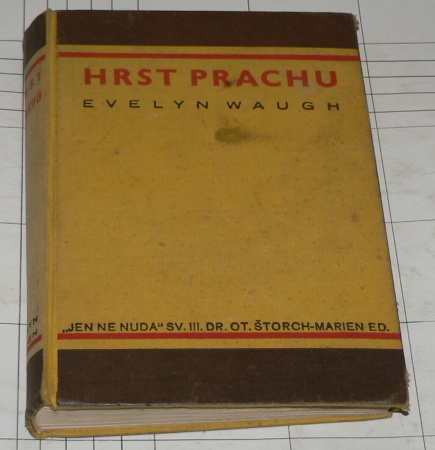 HRST PRACHU
EVELYN WAUGH
„JEN NE NUDA“ SV. III. DR. OT. ŠTORCH-MARIEN ED.